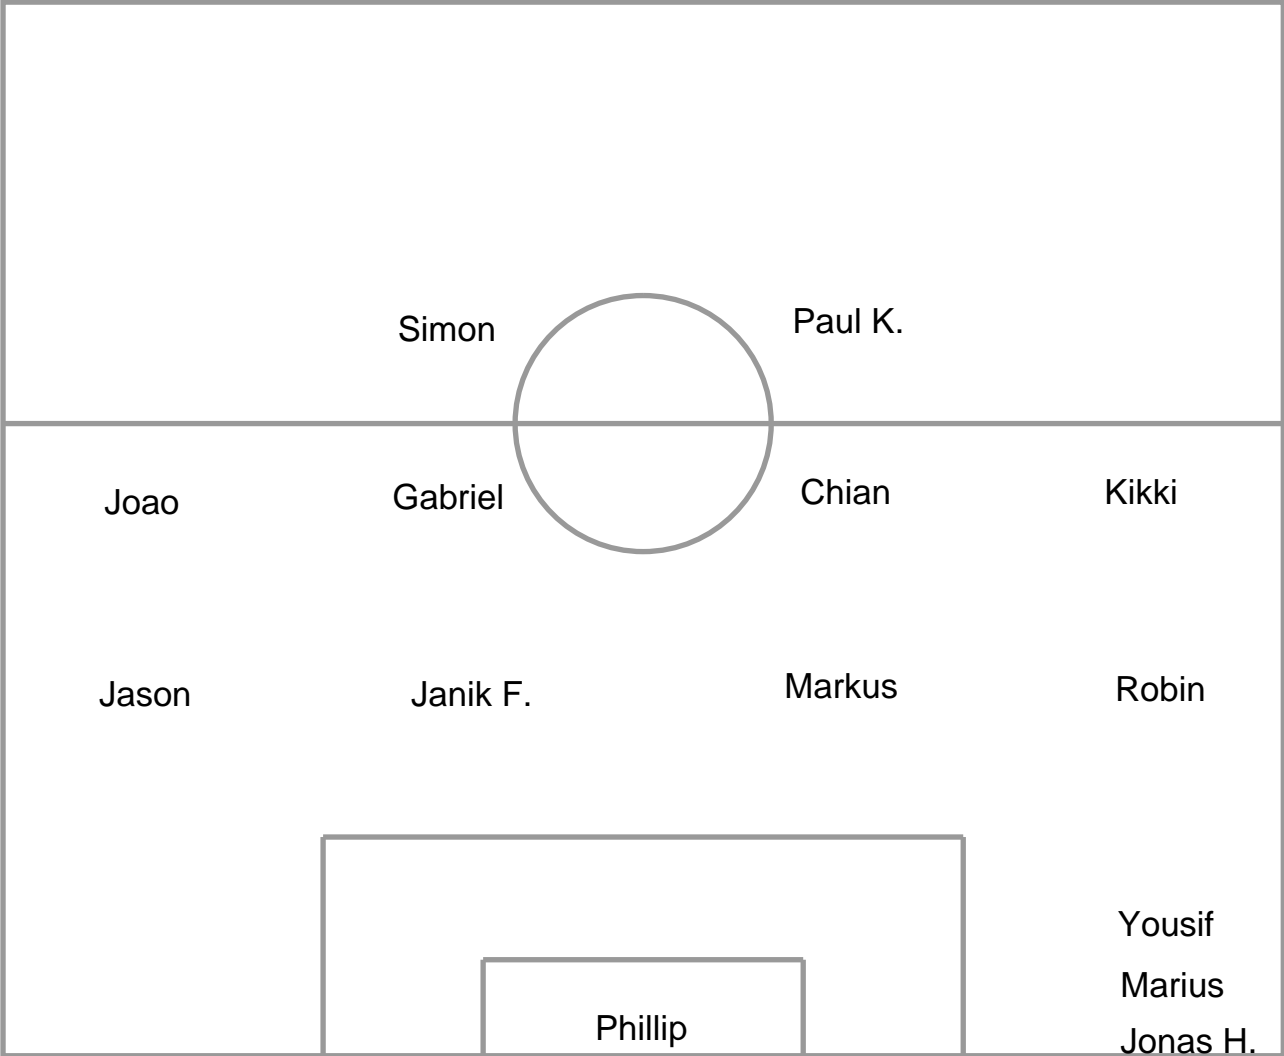 Simon
Paul K.
Joao
Gabriel
Chian
Kikki
Jason
Janik F.
Markus
Robin
Yousif
Marius
Phillip
Jonas H.